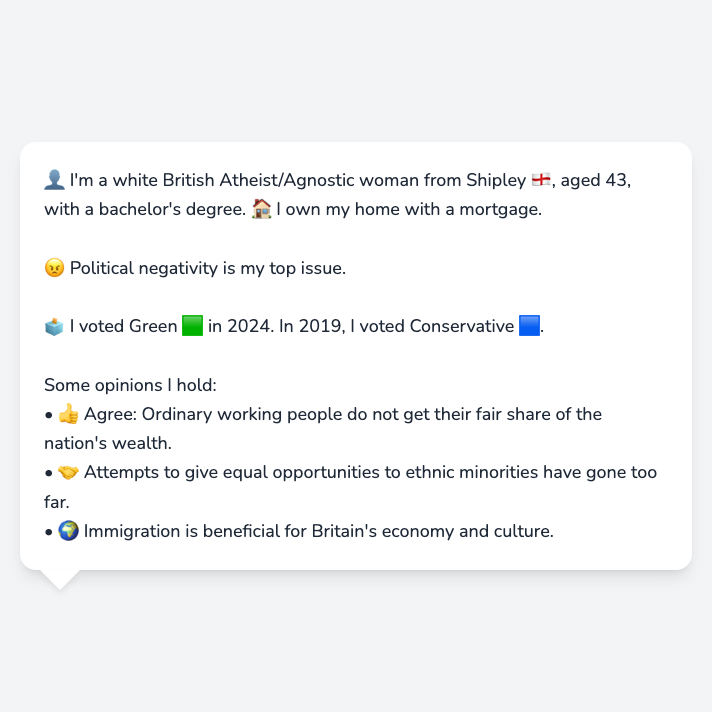 👤 I'm a white British Atheist/Agnostic woman from Shipley 🏴󠁧󠁢󠁥󠁮󠁧󠁿, aged 43,
with a bachelor's degree. 🏠 I own my home with a mortgage.
😠 Political negativity is my top issue.
🗳️ I voted Green 🟩 in 2024. In 2019, I voted Conservative 🟦.
Some opinions I hold:
• 👍 Agree: Ordinary working people do not get their fair share of the
nation's wealth.
• 🤝 Attempts to give equal opportunities to ethnic minorities have gone too
far.
• 🌍 Immigration is beneficial for Britain's economy and culture.